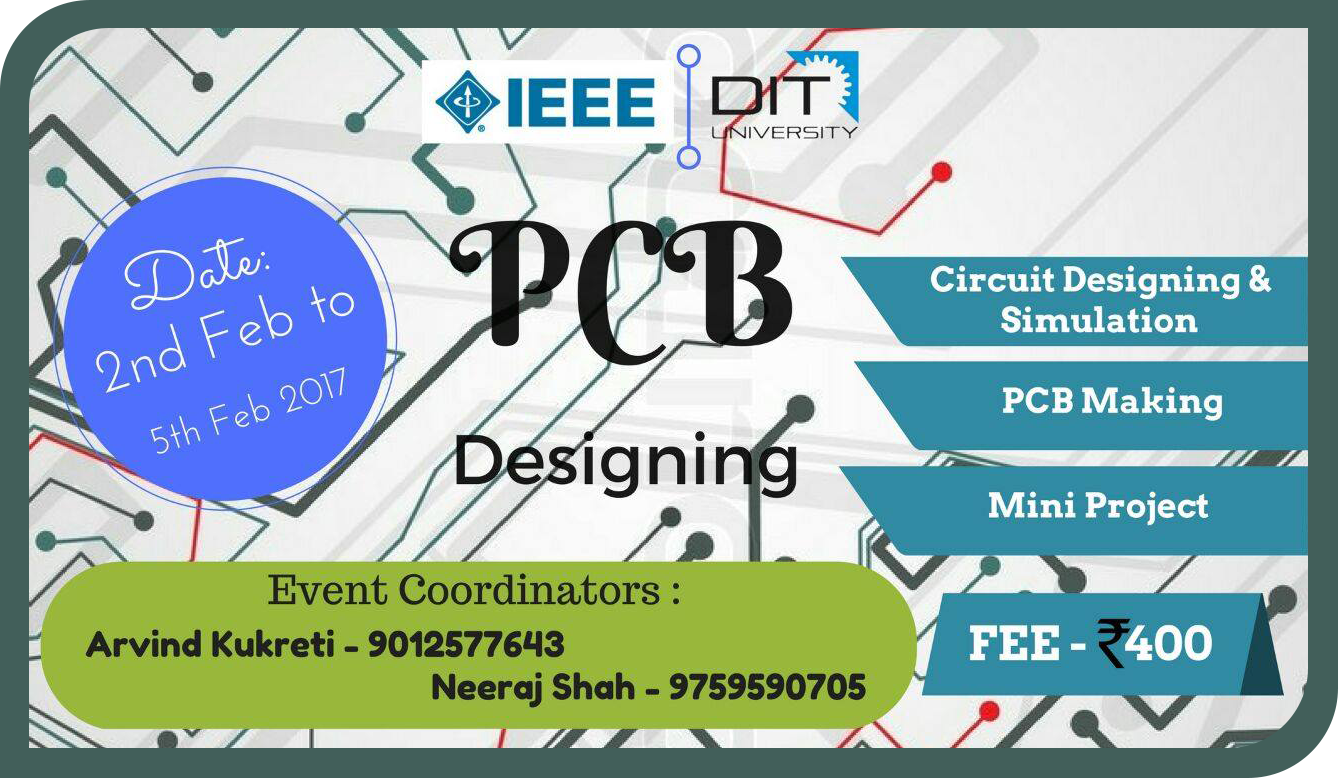 IEEE
DIT
UNIVERSITY
Date:
2nd Feb to
5th Feb 2017
PCB
Designing
Circuit Designing &
Simulation
PCB Making
Mini Project
Event Coordinators :
Arvind Kukreti - 9012577643
Neeraj Shah - 9759590705
FEE - ₹400